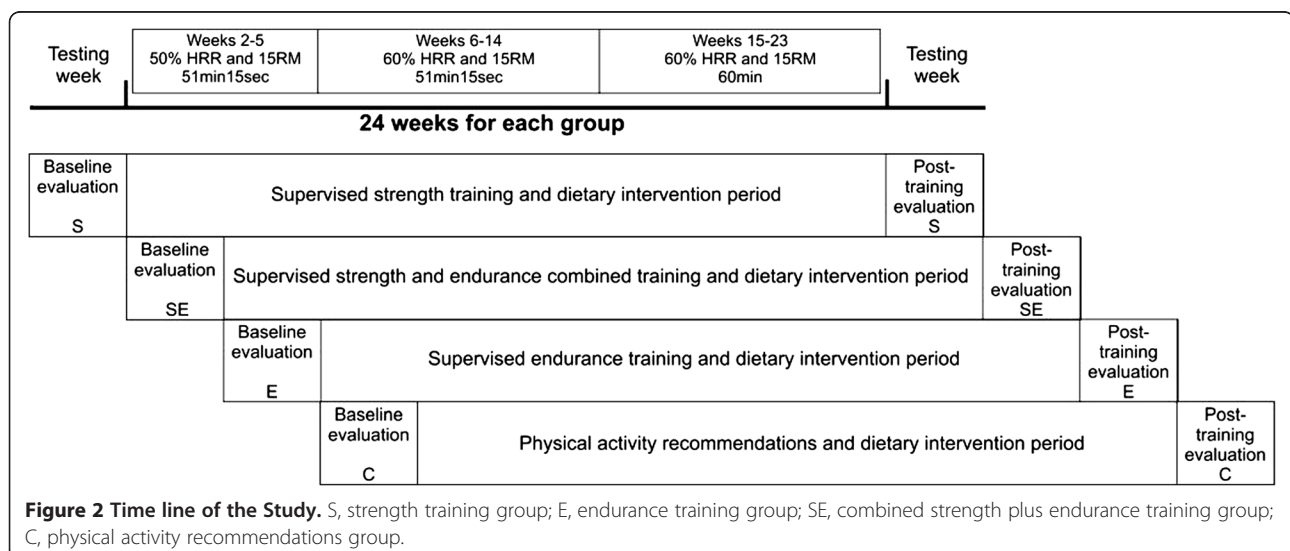 Testing
week
Weeks 2-5
50% HRR and 15RM
51min15sec
Weeks 6-14
60% HRR and 15RM
51min15sec
Weeks 15-23
60% HRR and 15RM
60min
Testing
week
24 weeks for each group
Baseline
evaluation
S
Supervised strength training and dietary intervention period
Post-
training
evaluation
S
Baseline
evaluation
SE
Supervised strength and endurance combined training and dietary intervention period
Post-
training
evaluation
SE
Baseline
evaluation
E
Supervised endurance training and dietary intervention period
Post-
training
evaluation
E
Baseline
evaluation
C
Physical activity recommendations and dietary intervention period
Post-
training
evaluation
C
Figure 2 Time line of the Study. S, strength training group; E, endurance training group; SE, combined strength plus endurance training group;
C, physical activity recommendations group.